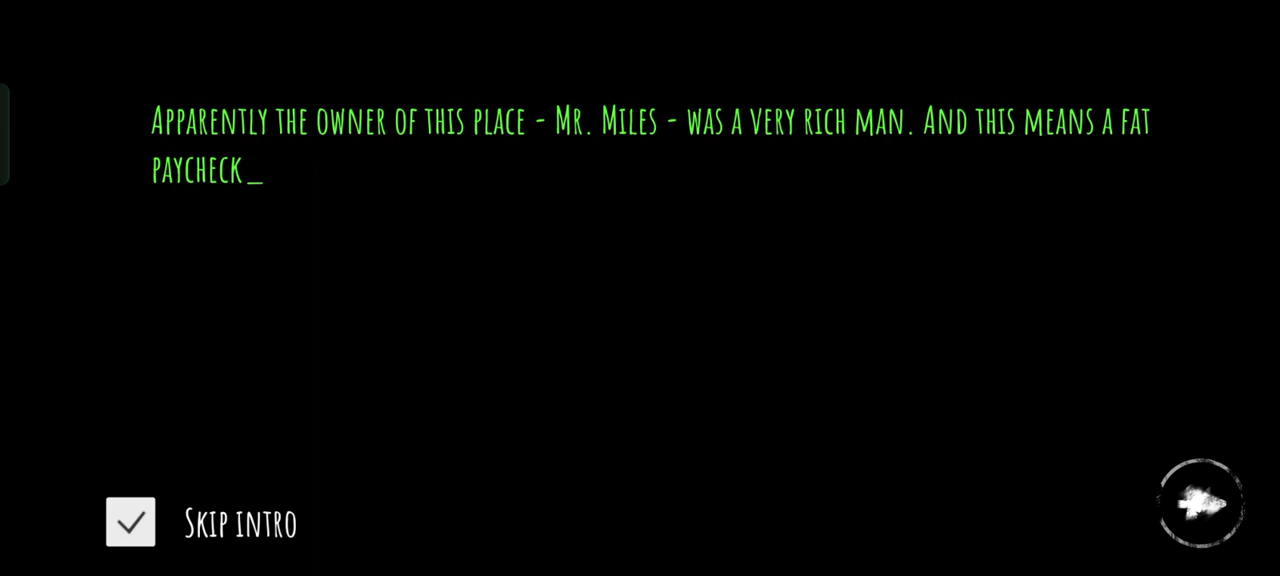 Apparently the owner of this place - Mr. Miles - was a very rich man. And this means a fat
paycheck_
Skip intro